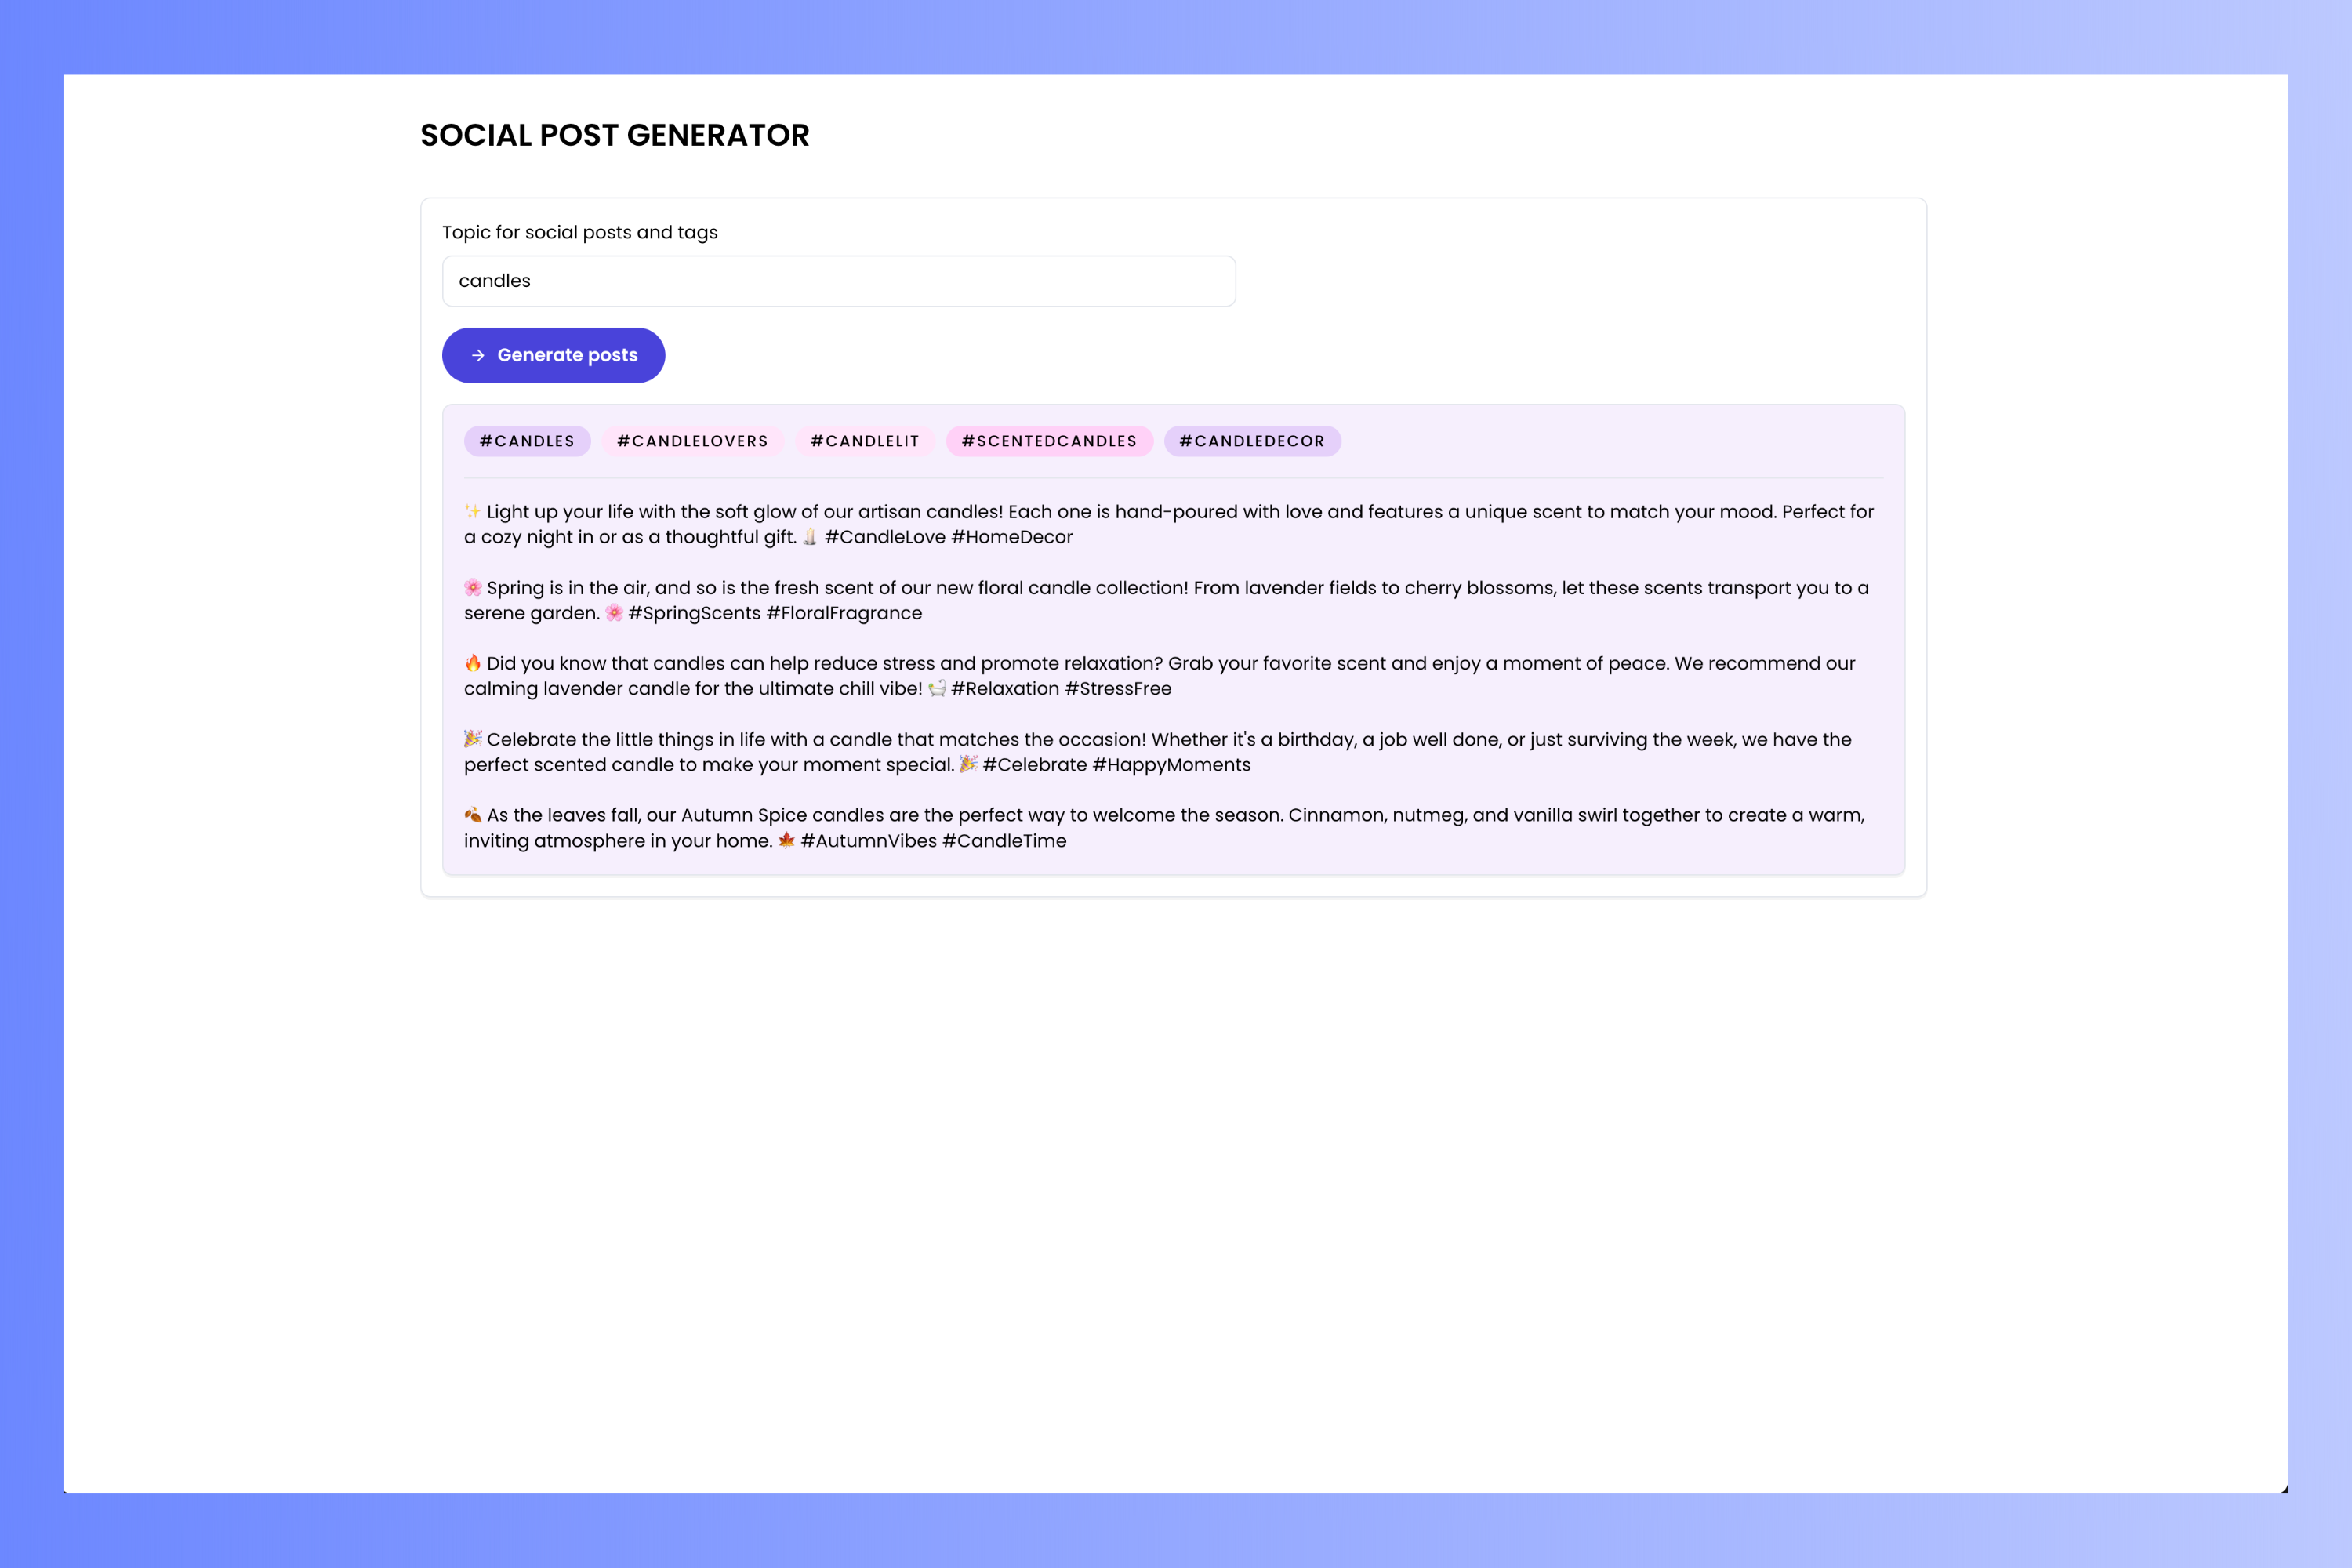 SOCIAL POST GENERATOR
Topic for social posts and tags
candles
→ Generate posts
#CANDLES #CANDLELOVERS #CANDLELIT #SCENTEDCANDLES #CANDLEDECOR
✨ Light up your life with the soft glow of our artisan candles! Each one is hand-poured with love and features a unique scent to match your mood. Perfect for
a cozy night in or as a thoughtful gift. 🕯️ #CandleLove #HomeDecor
🌸 Spring is in the air, and so is the fresh scent of our new floral candle collection! From lavender fields to cherry blossoms, let these scents transport you to a
serene garden. 🌸 #SpringScents #FloralFragrance
🔥 Did you know that candles can help reduce stress and promote relaxation? Grab your favorite scent and enjoy a moment of peace. We recommend our
calming lavender candle for the ultimate chill vibe! 🛀 #Relaxation #StressFree
🎉 Celebrate the little things in life with a candle that matches the occasion! Whether it's a birthday, a job well done, or just surviving the week, we have the
perfect scented candle to make your moment special. 🎉 #Celebrate #HappyMoments
🍂 As the leaves fall, our Autumn Spice candles are the perfect way to welcome the season. Cinnamon, nutmeg, and vanilla swirl together to create a warm,
inviting atmosphere in your home. 🍁 #AutumnVibes #CandleTime